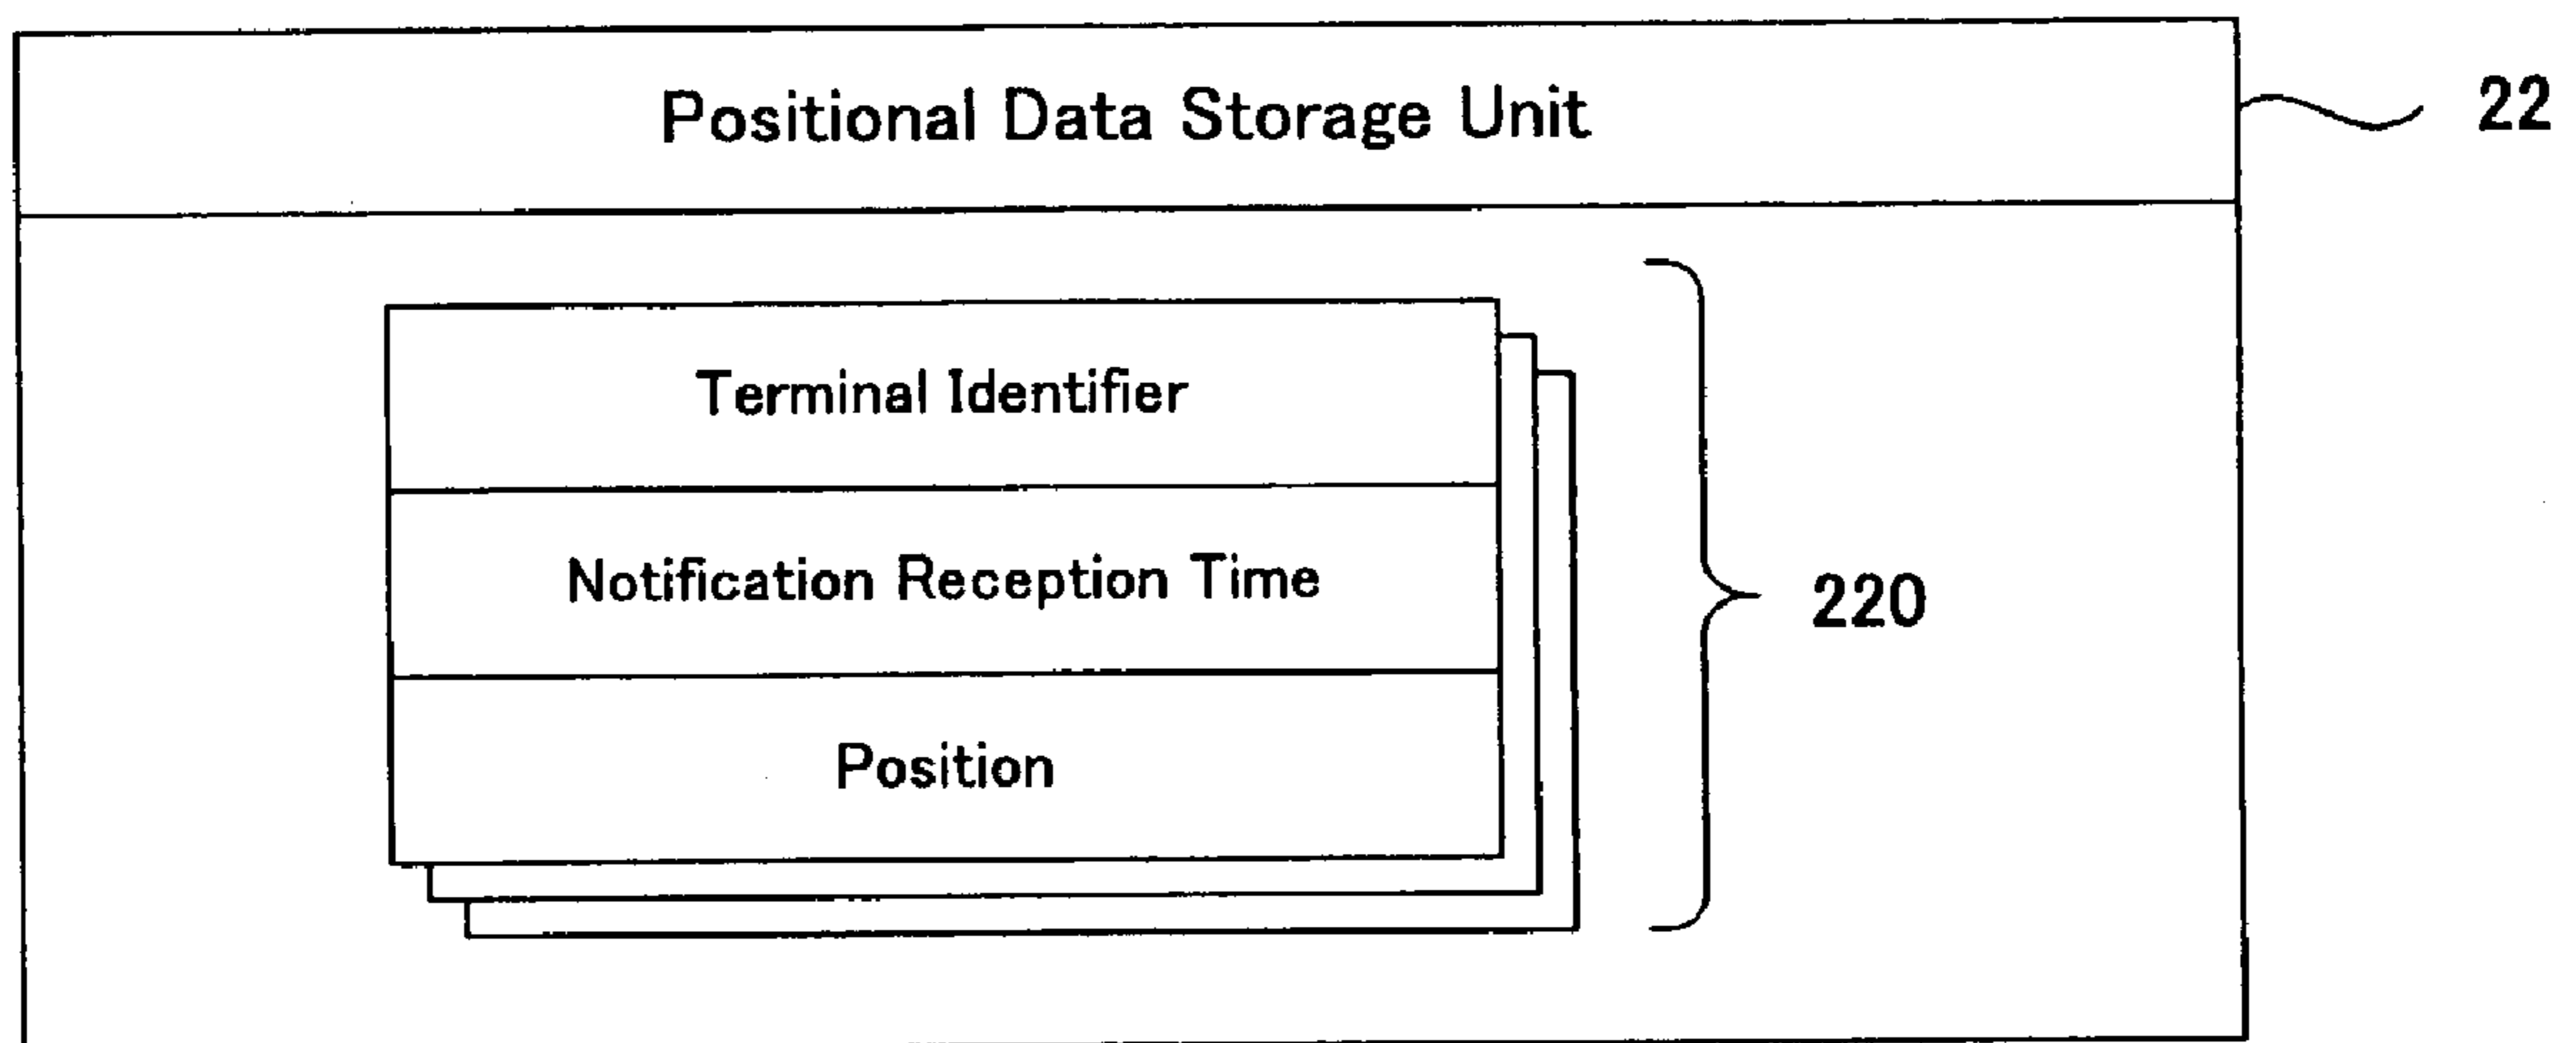 Positional Data Storage Unit
22
Terminal Identifier
Notification Reception Time
220
Position